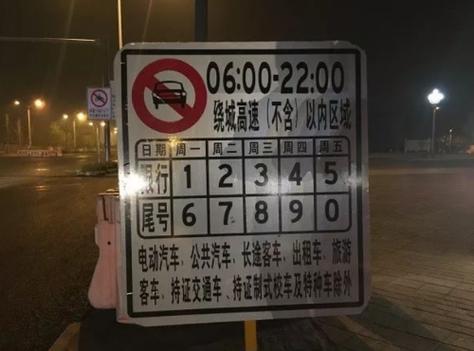 06:00-22:00
绕城高速（不含）以内区域
日期 周一 周二 周三 周四 周五
限行 1 2 3 4 5
尾号 6 7 8 9 0
电动汽车、公共汽车、长途客车、出租车、旅游
客车、持证交通车、持证制式校车及特种车除外